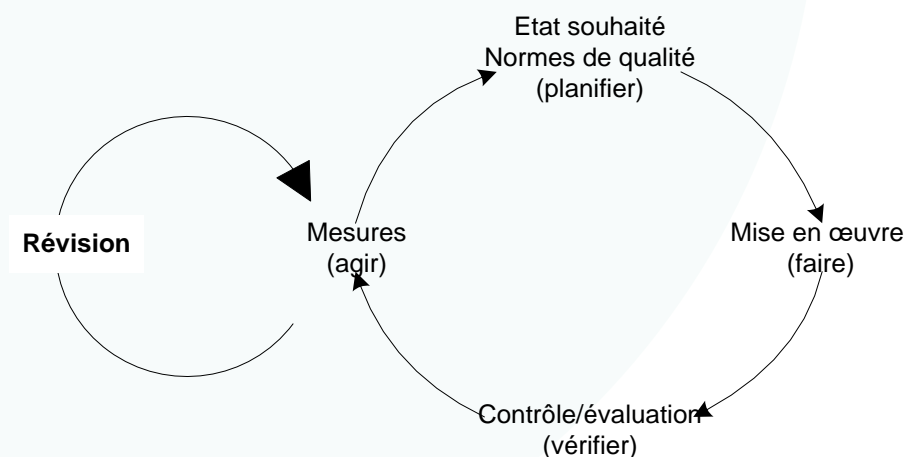 Etat souhaité
Normes de qualité
(planifier)
Révision
Mesures
(agir)
Mise en œuvre
(faire)
Contrôle/évaluation
(vérifier)